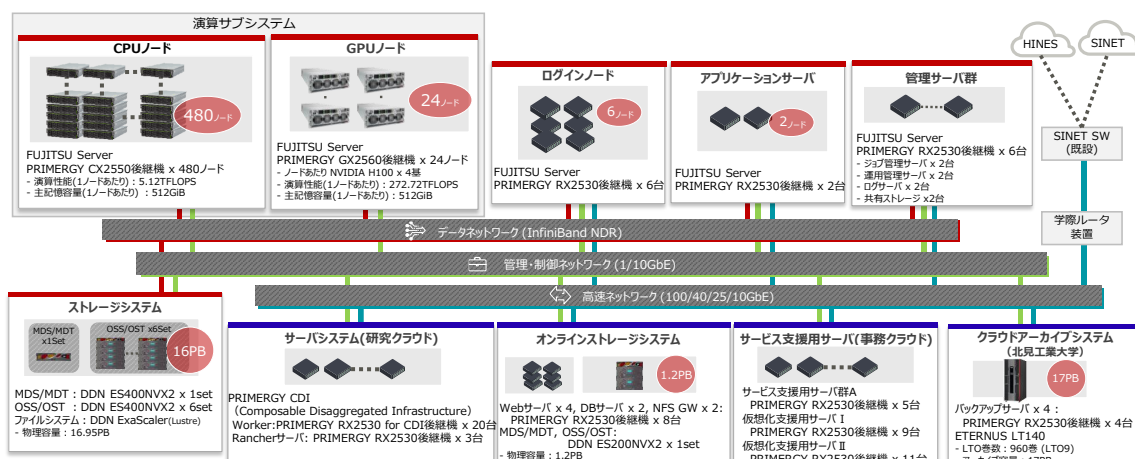 演算サブシステム
CPUノード
480ノード
FUJITSU Server
PRIMERGY CX2550後継機 x 480ノード
- 演算性能(1ノードあたり) : 5.12TFLOPS
- 主記憶容量(1ノードあたり) : 512GiB
GPUノード
24ノード
FUJITSU Server
PRIMERGY GX2560後継機 x 24ノード
- ノードあたり NVIDIA H100 x 4基
- 演算性能(1ノードあたり) : 272.72TFLOPS
- 主記憶容量(1ノードあたり) : 512GiB
ログインノード
6ノード
FUJITSU Server
PRIMERGY RX2530後継機 x 6台
アプリケーションサーバ
2ノード
FUJITSU Server
PRIMERGY RX2530後継機 x 2台
管理サーバ群
FUJITSU Server
PRIMERGY RX2530後継機 x 6台
- ジョブ管理サーバ x 2台
- 運用管理サーバ x 2台
- ログサーバ x 2台
- 共有ストレージ x2台
HINES
SINET
SINET SW
(既設)
学際ルータ
装置
データネットワーク (InfiniBand NDR)
管理・制御ネットワーク (1/10GbE)
高速ネットワーク (100/40/25/10GbE)
ストレージシステム
MDS/MDT
x1Set
OSS/OST x6Set
16PB
MDS/MDT : DDN ES400NVX2 x 1set
OSS/OST : DDN ES400NVX2 x 6set
ファイルシステム : DDN ExaScaler(Lustre)
- 物理容量 : 16.95PB
サーバシステム(研究クラウド)
PRIMERGY CDI
(Composable Disaggregated Infrastructure)
Worker:PRIMERGY RX2530 for CDI後継機 x 20台
Rancherサーバ: PRIMERGY RX2530後継機 x 3台
オンラインストレージシステム
1.2PB
Webサーバ x 4, DBサーバ x 2, NFS GW x 2:
PRIMERGY RX2530後継機 x 8台
MDS/MDT, OSS/OST:
DDN ES200NVX2 x 1set
- 物理容量 : 1.2PB
サービス支援用サーバ(事務クラウド)
サービス支援用サーバ群A
PRIMERGY RX2530後継機 x 5台
仮想化支援用サーバ I
PRIMERGY RX2530後継機 x 9台
仮想化支援用サーバ II
PRIMERGY RX2530後継機 x 11台
クラウドアーカイブシステム
(北見工業大学)
17PB
バックアップサーバ x 4 :
PRIMERGY RX2530後継機 x 4台
ETERNUS LT140
- LTO巻数 : 960巻 (LTO9)
- アーカイブ容量 : 17PB